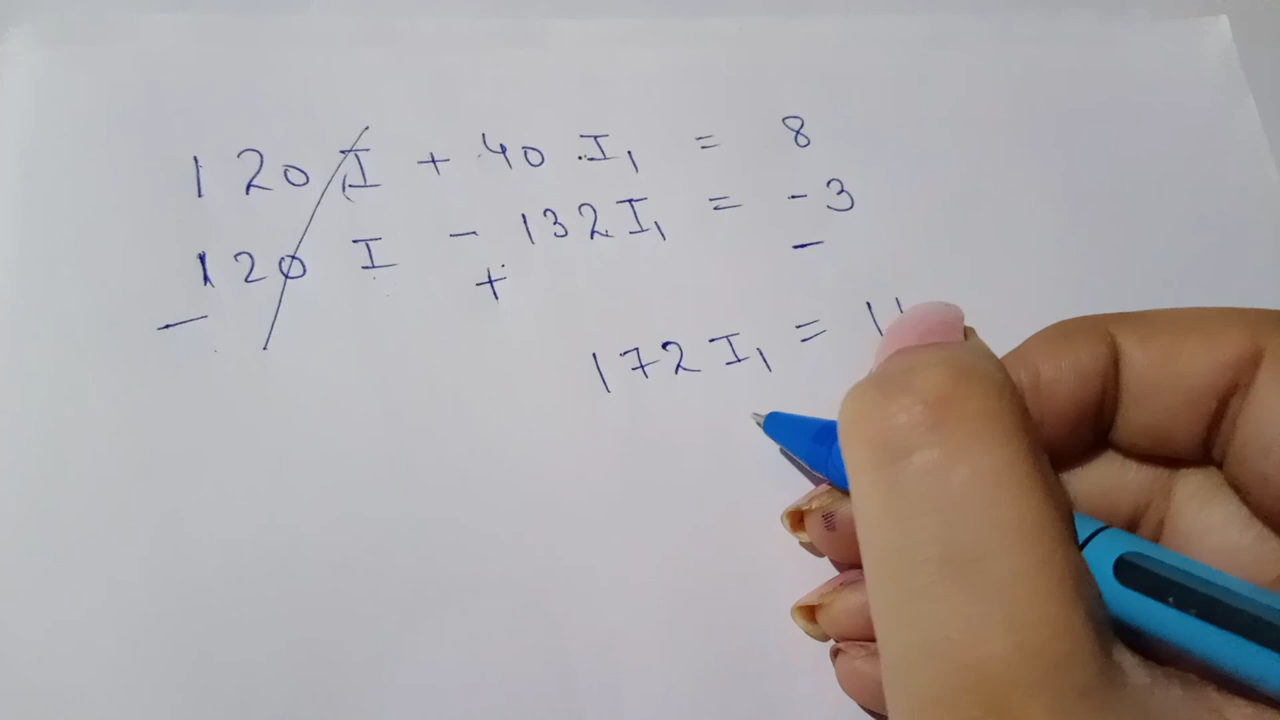 120 I + 40 I₁ = 8
120 I - 132 I₁ = -3
- + -
172 I₁ = 11